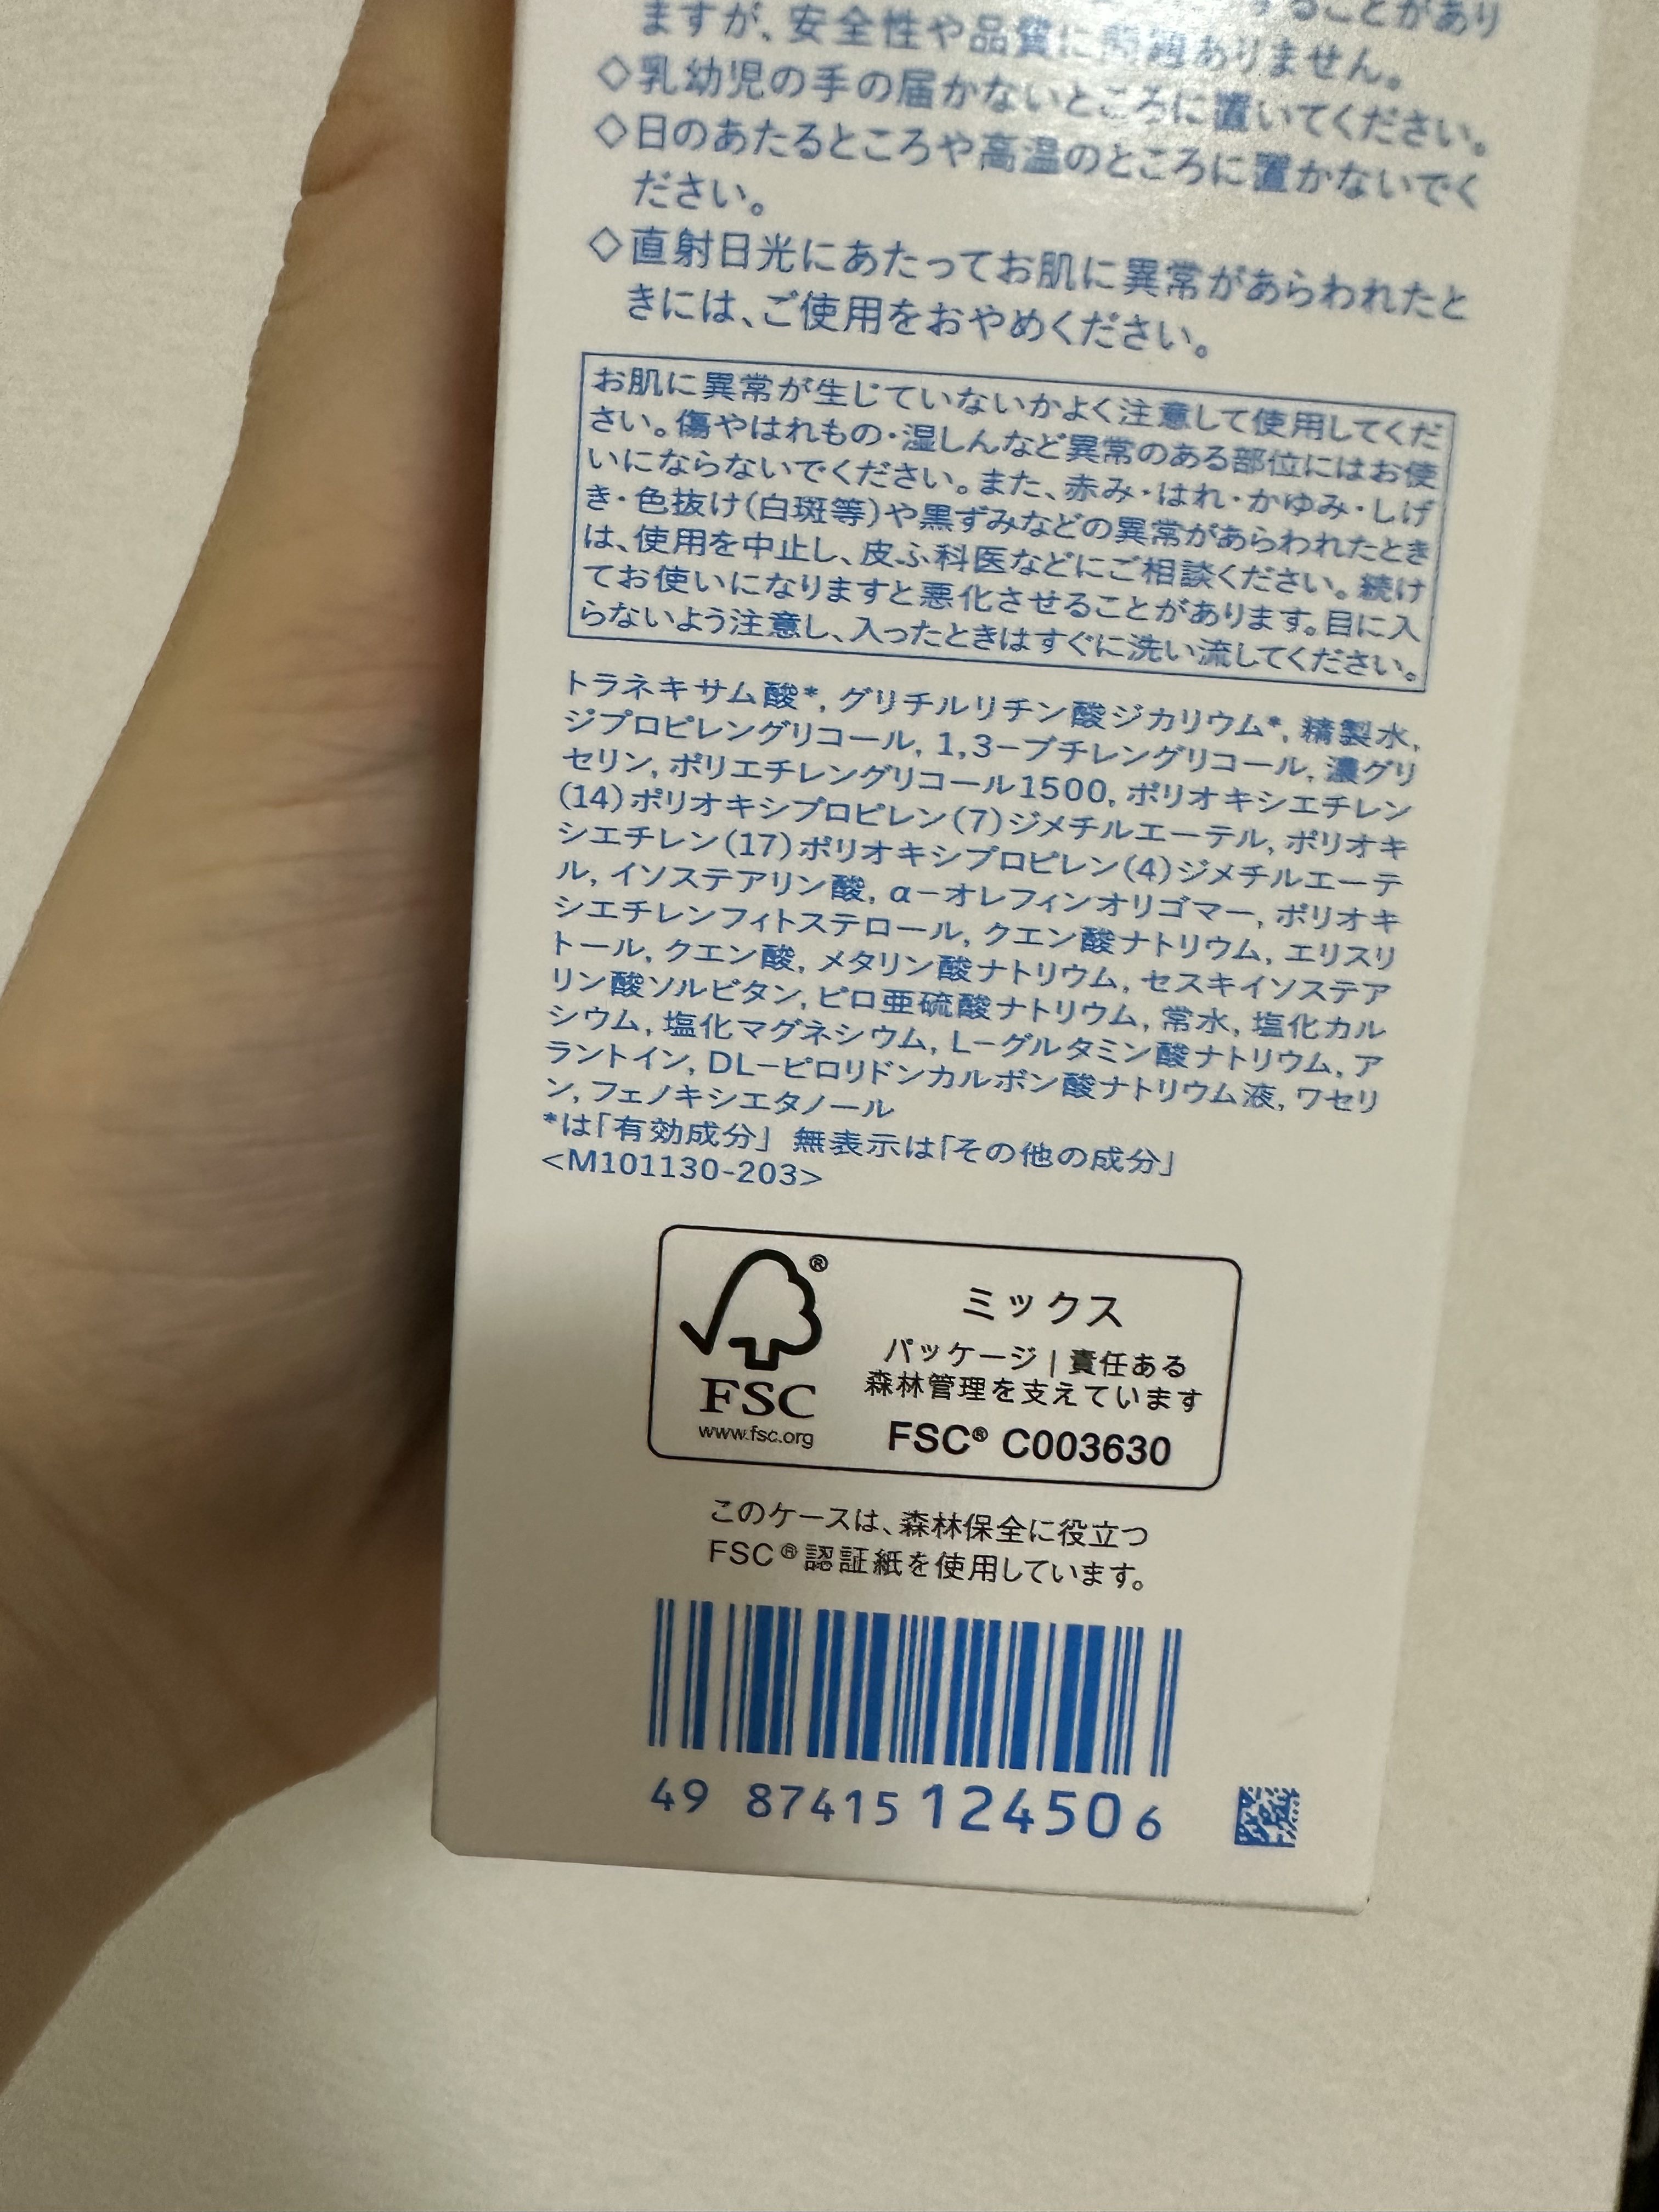 することがあり
ますが、安全性や品質に問題ありません。
◇乳幼児の手の届かないところに置いてください。
◇日のあたるところや高温のところに置かないでく
ださい。
◇直射日光にあたってお肌に異常があらわれたと
きには、ご使用をおやめください。
お肌に異常が生じていないかよく注意して使用してくだ
さい。傷やはれもの・湿しんなど異常のある部位にはお使
いにならないでください。また、赤み・はれ・かゆみ・しげ
き・色抜け(白斑等)や黒ずみなどの異常があらわれたとき
は、使用を中止し、皮ふ科医などにご相談ください。続け
てお使いになりますと悪化させることがあります。目に入
らないよう注意し、入ったときはすぐに洗い流してください。
トラネキサム酸*, グリチルリチン酸ジカリウム*, 精製水,
ジプロピレングリコール, 1,3−ブチレングリコール, 濃グリ
セリン, ポリエチレングリコール1500, ポリオキシエチレン
(14)ポリオキシプロピレン(7)ジメチルエーテル, ポリオキ
シエチレン(17)ポリオキシプロピレン(4)ジメチルエーテ
ル, イソステアリン酸, α−オレフィンオリゴマー, ポリオキ
シエチレンフィトステロール, クエン酸ナトリウム, エリスリ
トール, クエン酸, メタリン酸ナトリウム, セスキイソステア
リン酸ソルビタン, ピロ亜硫酸ナトリウム, 常水, 塩化カル
シウム, 塩化マグネシウム, L−グルタミン酸ナトリウム, ア
ラントイン, DL−ピロリドンカルボン酸ナトリウム液, ワセリ
ン, フェノキシエタノール
*は「有効成分」 無表示は「その他の成分」
<M101130-203>
®
ミックス
パッケージ | 責任ある
森林管理を支えています
FSC
www.fsc.org
FSC® C003630
このケースは、森林保全に役立つ
FSC®認証紙を使用しています。
49 87415 12450 6